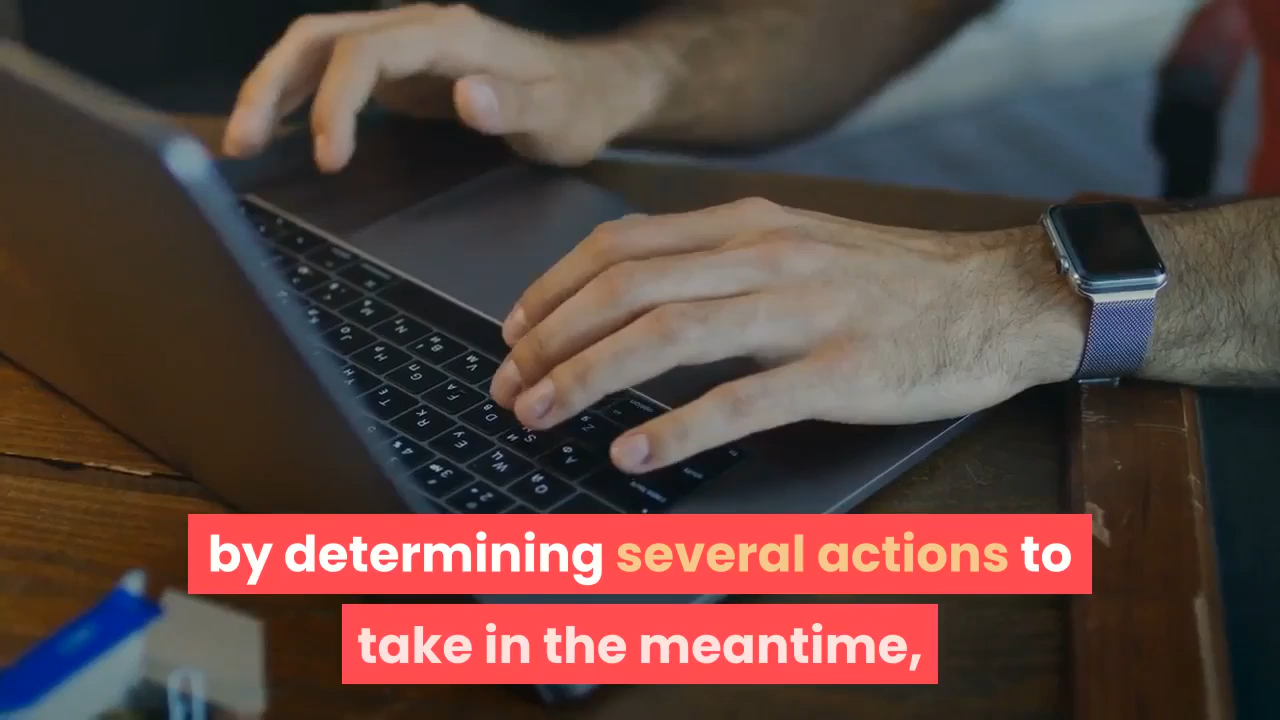 by determining several actions to
take in the meantime,